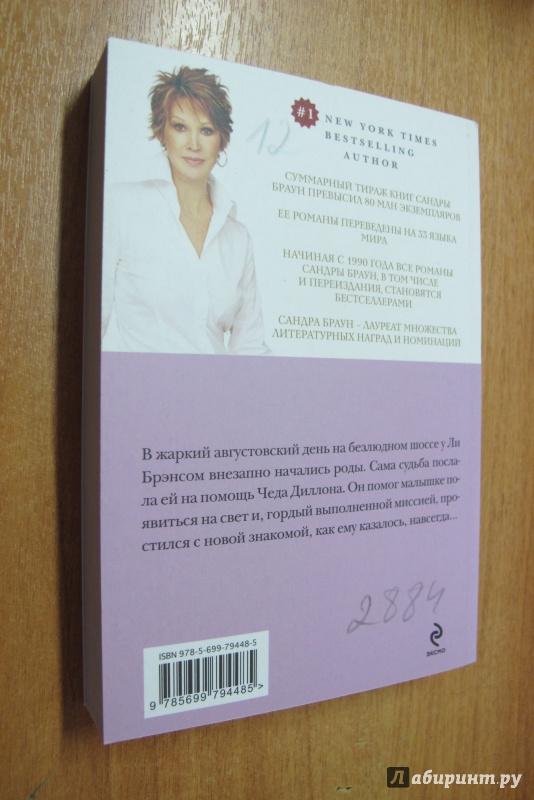 #1
NEW YORK TIMES
BESTSELLING
AUTHOR
12
СУММАРНЫЙ ТИРАЖ КНИГ САНДРЫ
БРАУН ПРЕВЫСИЛ 80 МЛН ЭКЗЕМПЛЯРОВ
ЕЕ РОМАНЫ ПЕРЕВЕДЕНЫ НА 33 ЯЗЫКА
МИРА
НАЧИНАЯ С 1990 ГОДА ВСЕ РОМАНЫ
САНДРЫ БРАУН, В ТОМ ЧИСЛЕ
И ПЕРЕИЗДАНИЯ, СТАНОВЯТСЯ
БЕСТСЕЛЛЕРАМИ
САНДРА БРАУН – ЛАУРЕАТ МНОЖЕСТВА
ЛИТЕРАТУРНЫХ НАГРАД И НОМИНАЦИЙ
В жаркий августовский день на безлюдном шоссе у Ли
Брэнсом внезапно начались роды. Сама судьба посла-
ла ей на помощь Чеда Диллона. Он помог малышке по-
явиться на свет и, гордый выполненной миссией, про-
стился с новой знакомой, как ему казалось, навсегда...
2884
ISBN 978-5-699-79448-5
9 785699 794485>
ЭКСМО
Лабиринт.ру